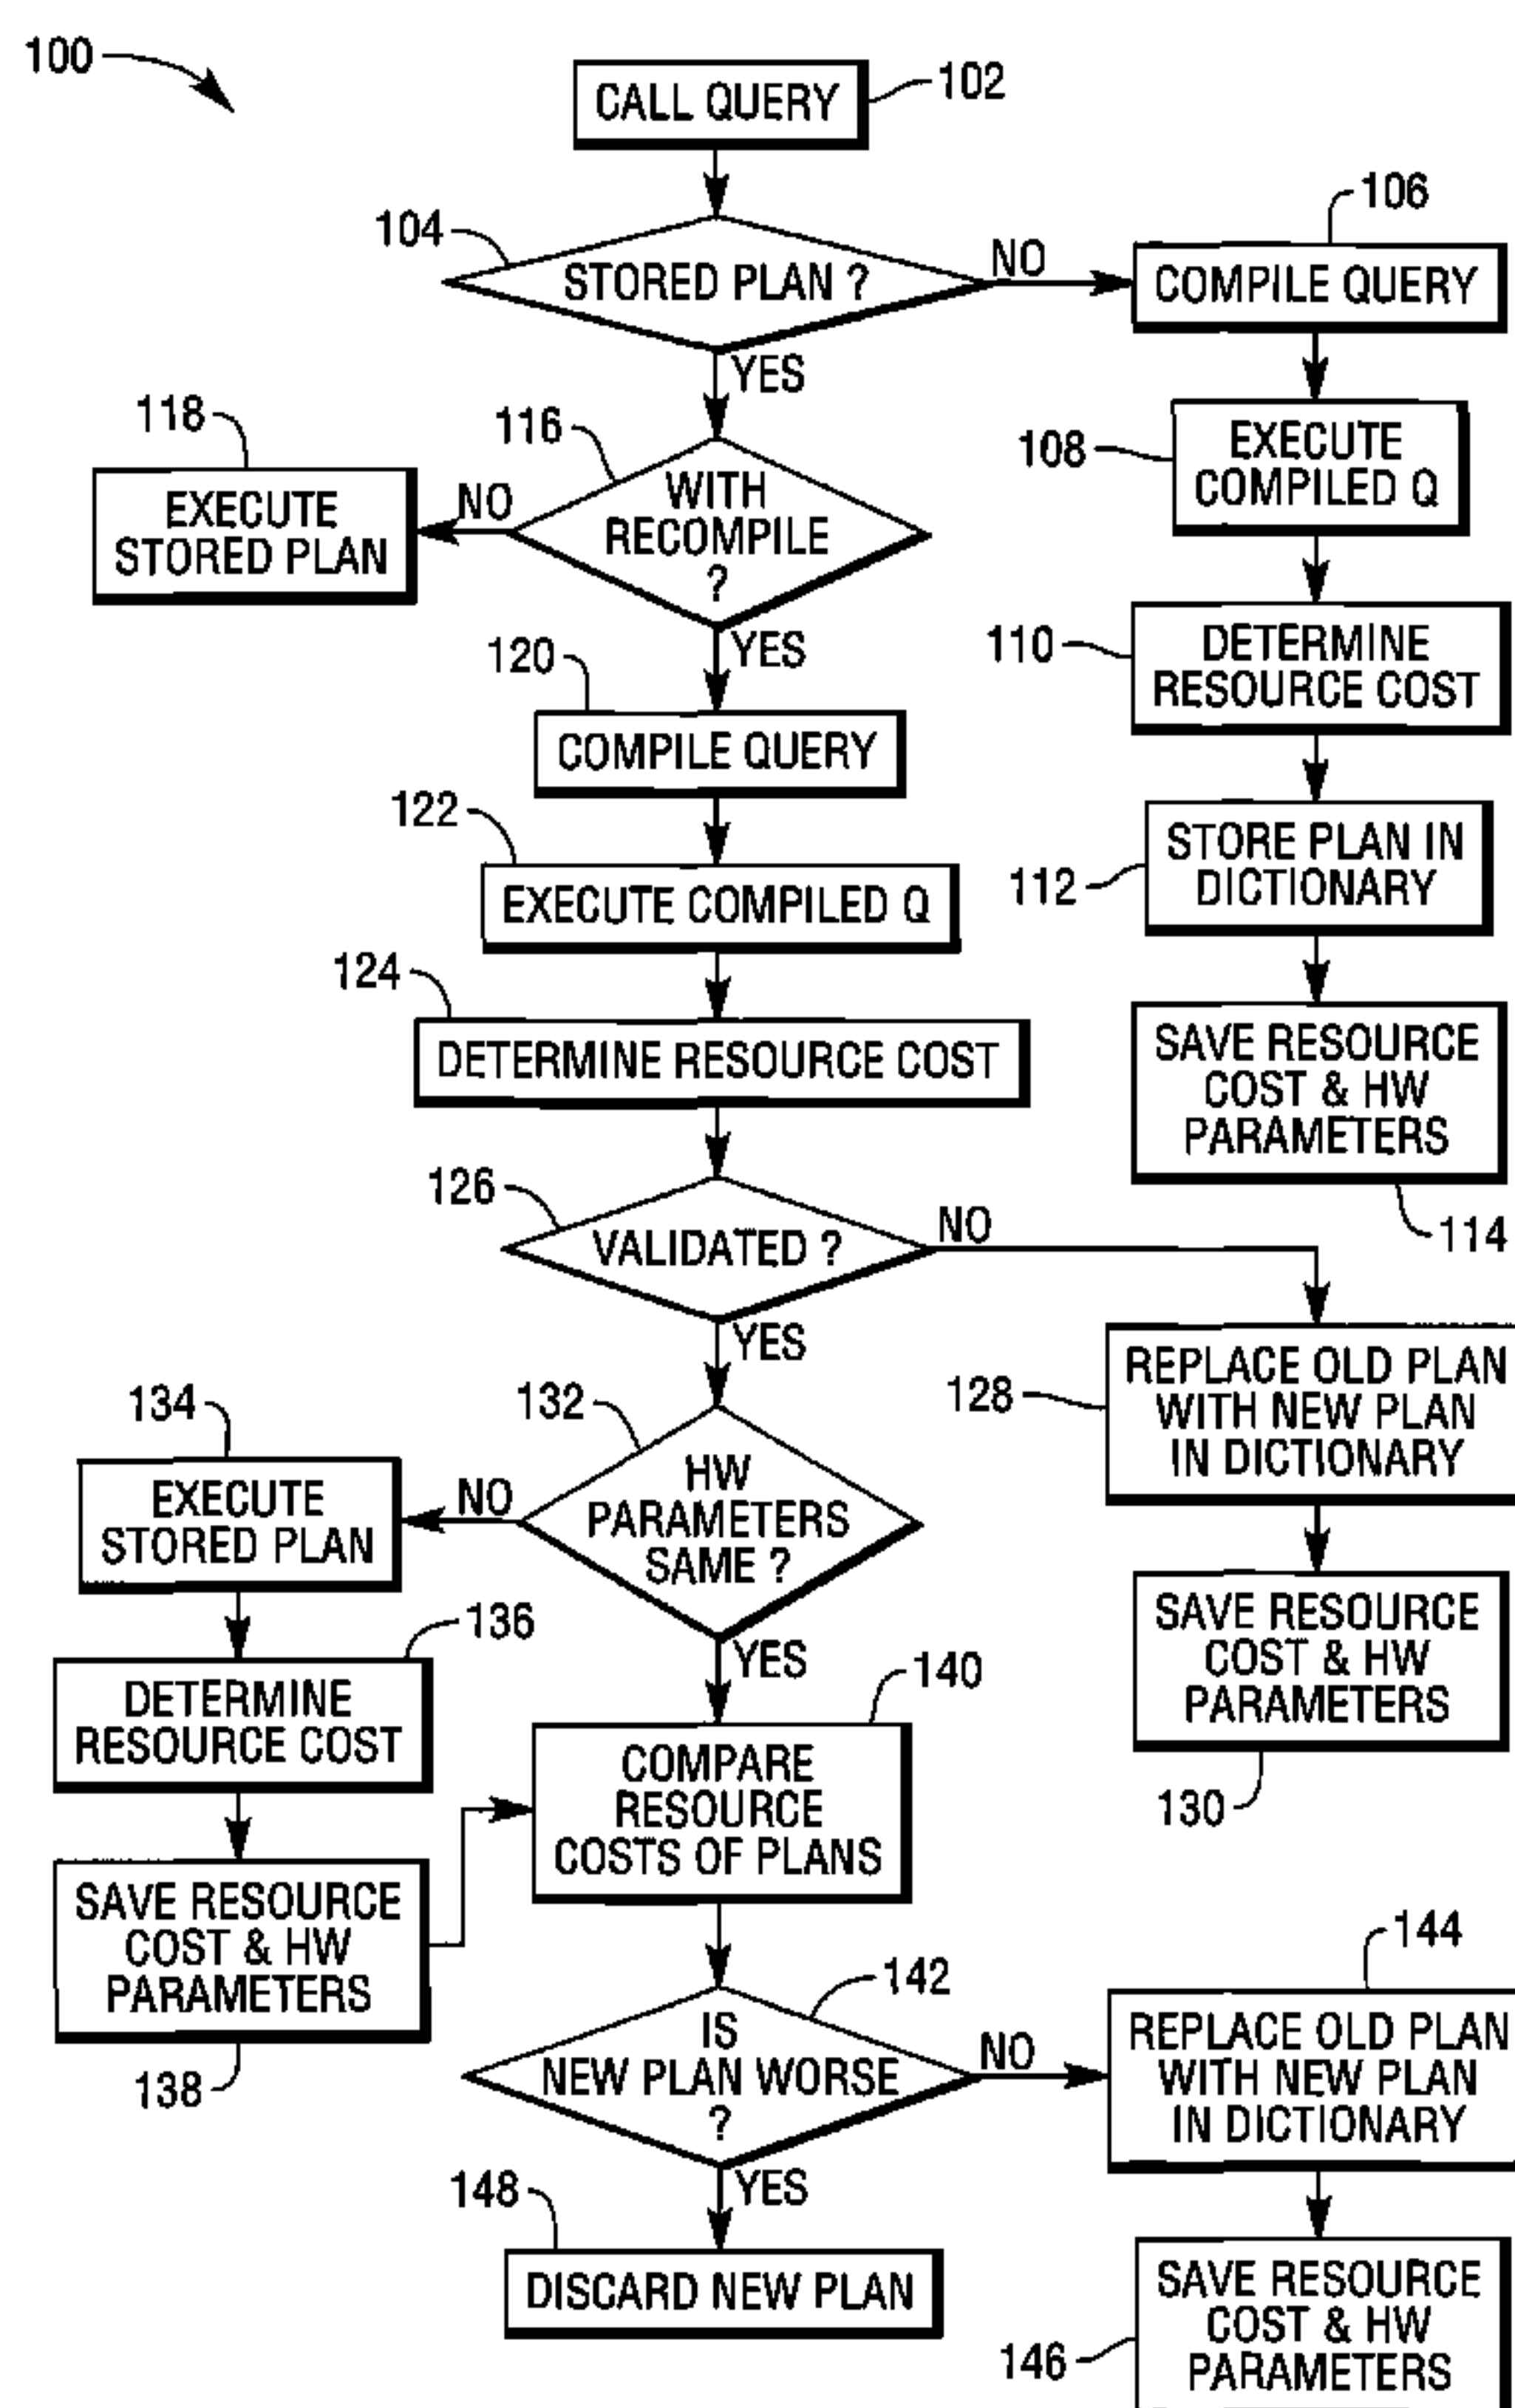 100
CALL QUERY
102
104
STORED PLAN ?
NO
106
COMPILE QUERY
YES
108
EXECUTE
COMPILED Q
110
DETERMINE
RESOURCE COST
112
STORE PLAN IN
DICTIONARY
SAVE RESOURCE
COST & HW
PARAMETERS
114
116
WITH
RECOMPILE
?
NO
118
EXECUTE
STORED PLAN
YES
120
COMPILE QUERY
122
EXECUTE COMPILED Q
124
DETERMINE RESOURCE COST
126
VALIDATED ?
NO
128
REPLACE OLD PLAN
WITH NEW PLAN
IN DICTIONARY
SAVE RESOURCE
COST & HW
PARAMETERS
130
YES
132
HW
PARAMETERS
SAME ?
NO
134
EXECUTE
STORED PLAN
136
DETERMINE
RESOURCE COST
SAVE RESOURCE
COST & HW
PARAMETERS
138
YES
140
COMPARE
RESOURCE
COSTS OF PLANS
142
IS
NEW PLAN WORSE
?
NO
144
REPLACE OLD PLAN
WITH NEW PLAN
IN DICTIONARY
146
SAVE RESOURCE
COST & HW
PARAMETERS
YES
148
DISCARD NEW PLAN